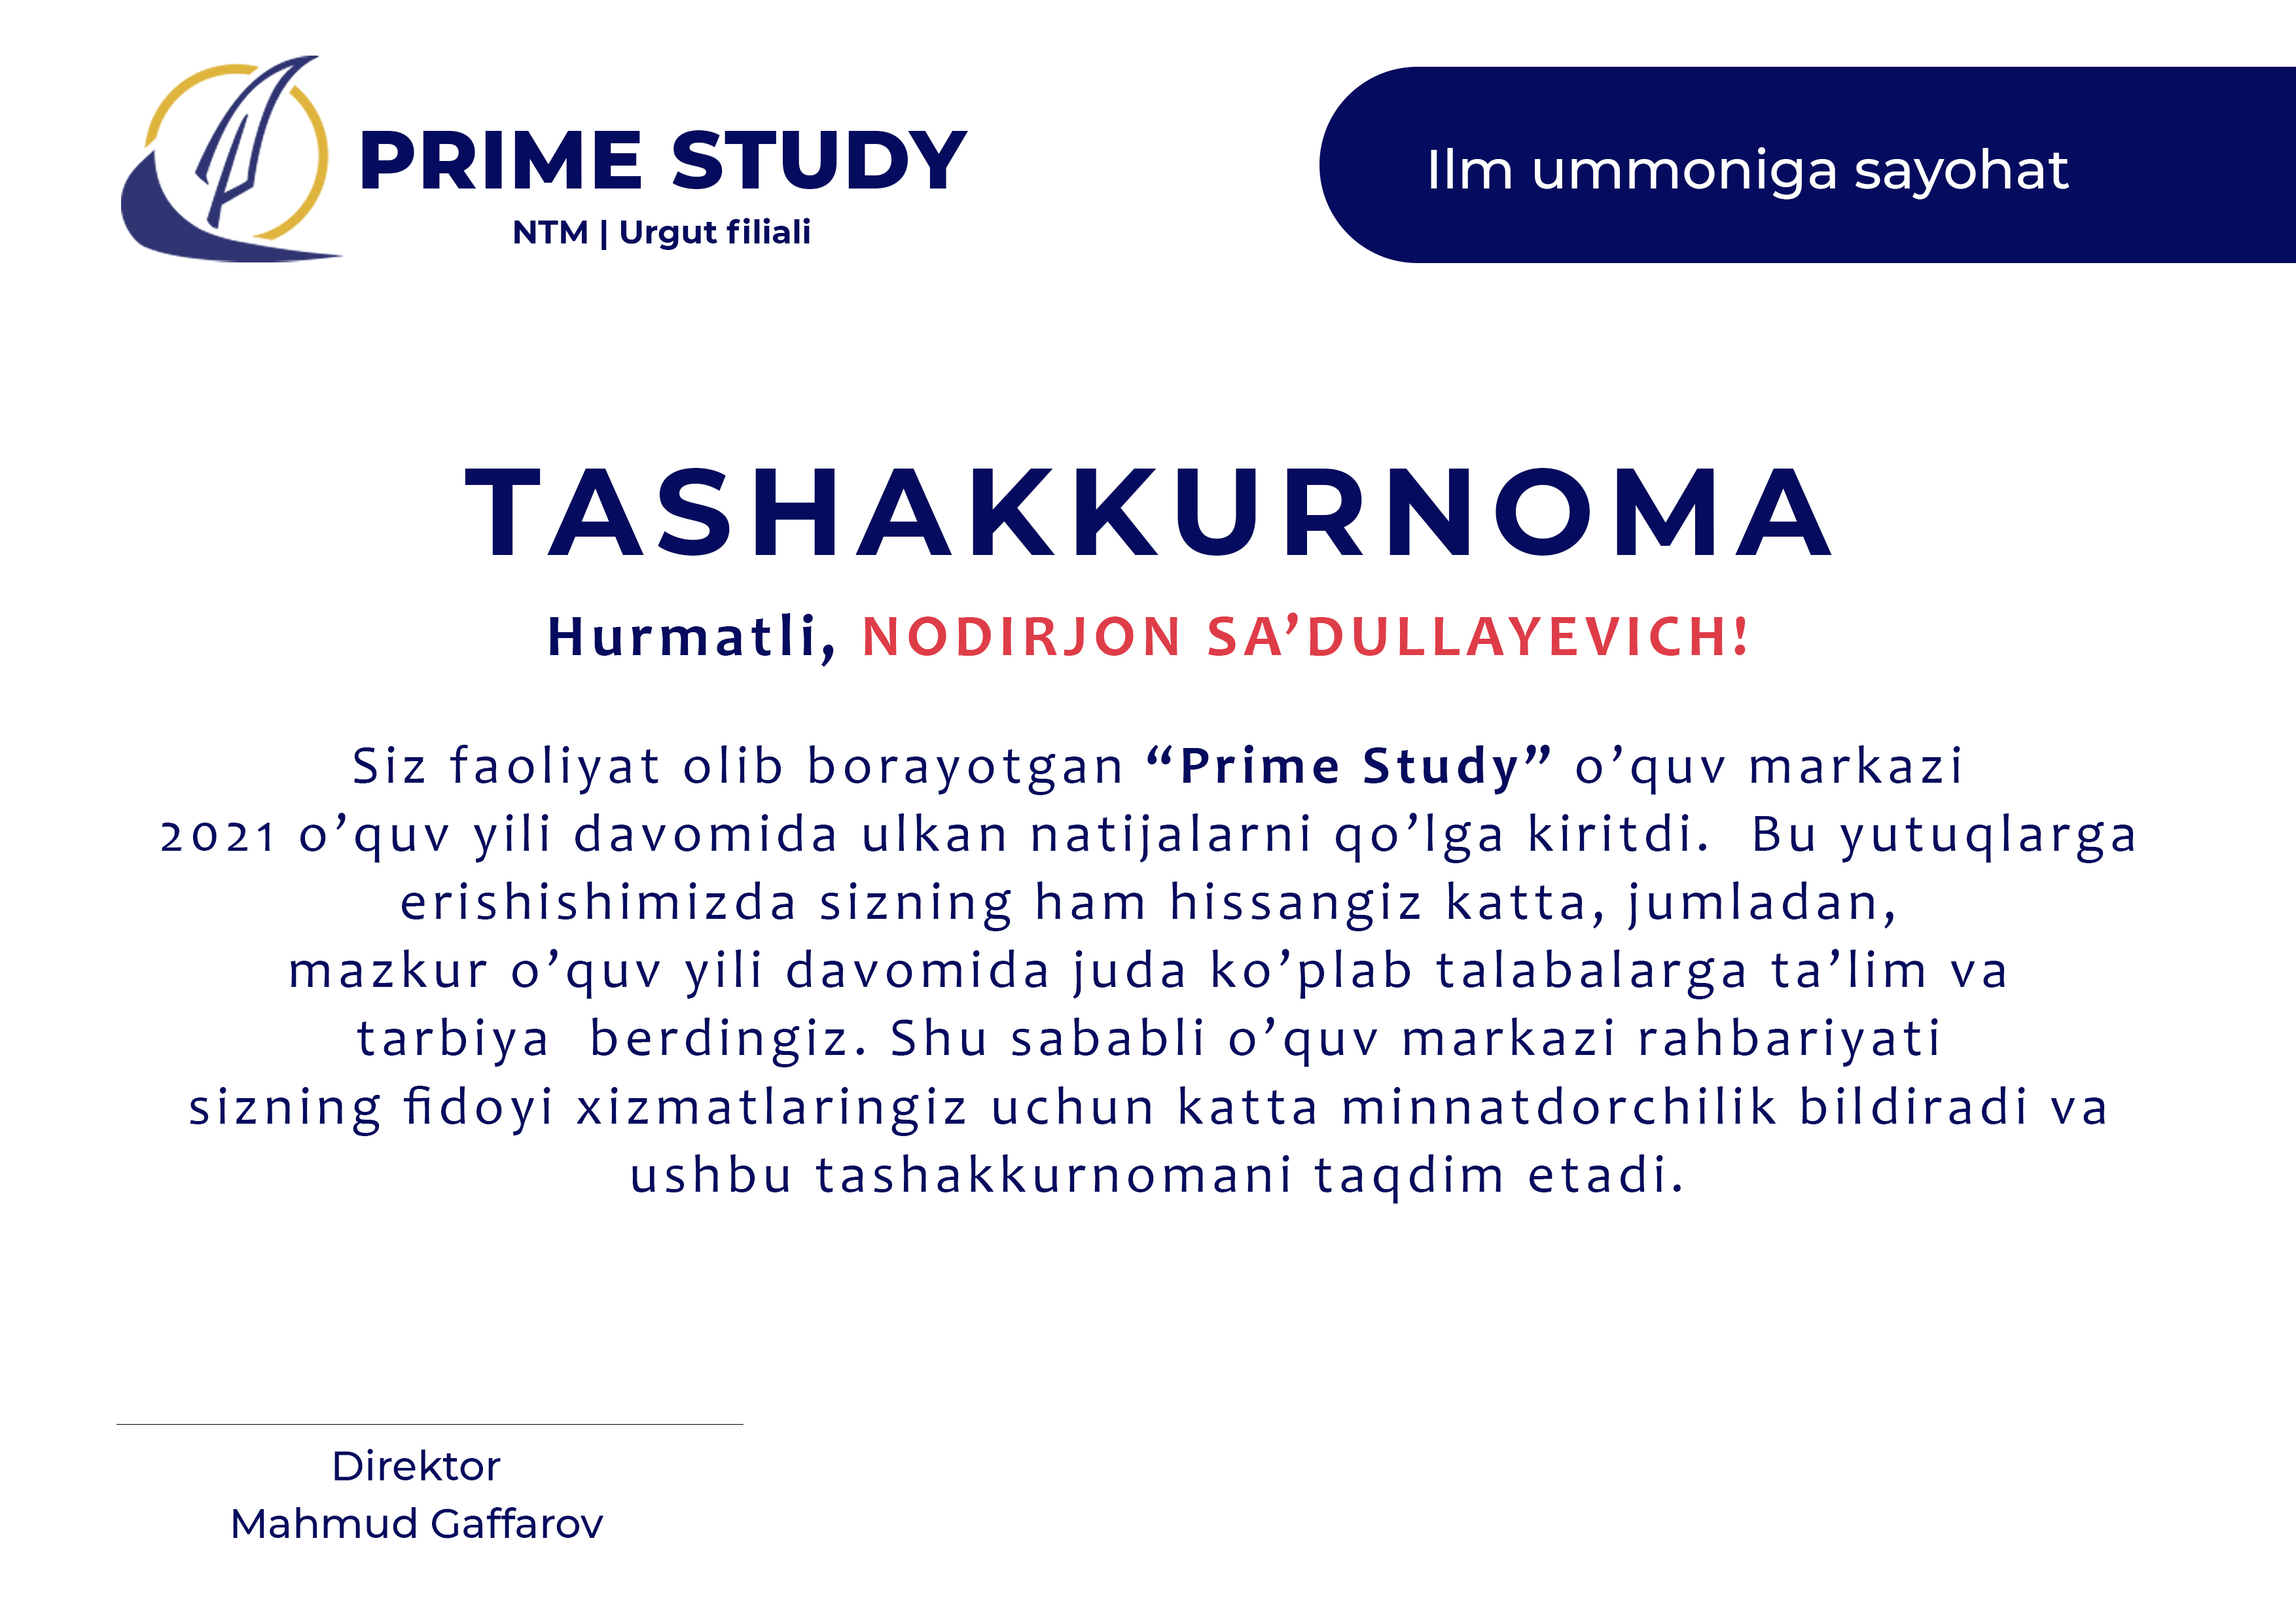 PRIME STUDY
NTM | Urgut filiali
Ilm ummoniga sayohat
TASHAKKURNOMA
Hurmatli, NODIRJON SA’DULLAYEVICH!
Siz faoliyat olib borayotgan “Prime Study” o’quv markazi
2021 o’quv yili davomida ulkan natijalarni qo’lga kiritdi.  Bu yutuqlarga
erishishimizda sizning ham hissangiz katta, jumladan,
mazkur o’quv yili davomida juda ko’plab talabalarga ta’lim va
tarbiya  berdingiz. Shu sababli o’quv markazi rahbariyati
sizning fidoyi xizmatlaringiz uchun katta minnatdorchilik bildiradi va
ushbu tashakkurnomani taqdim etadi.
Direktor
Mahmud Gaffarov